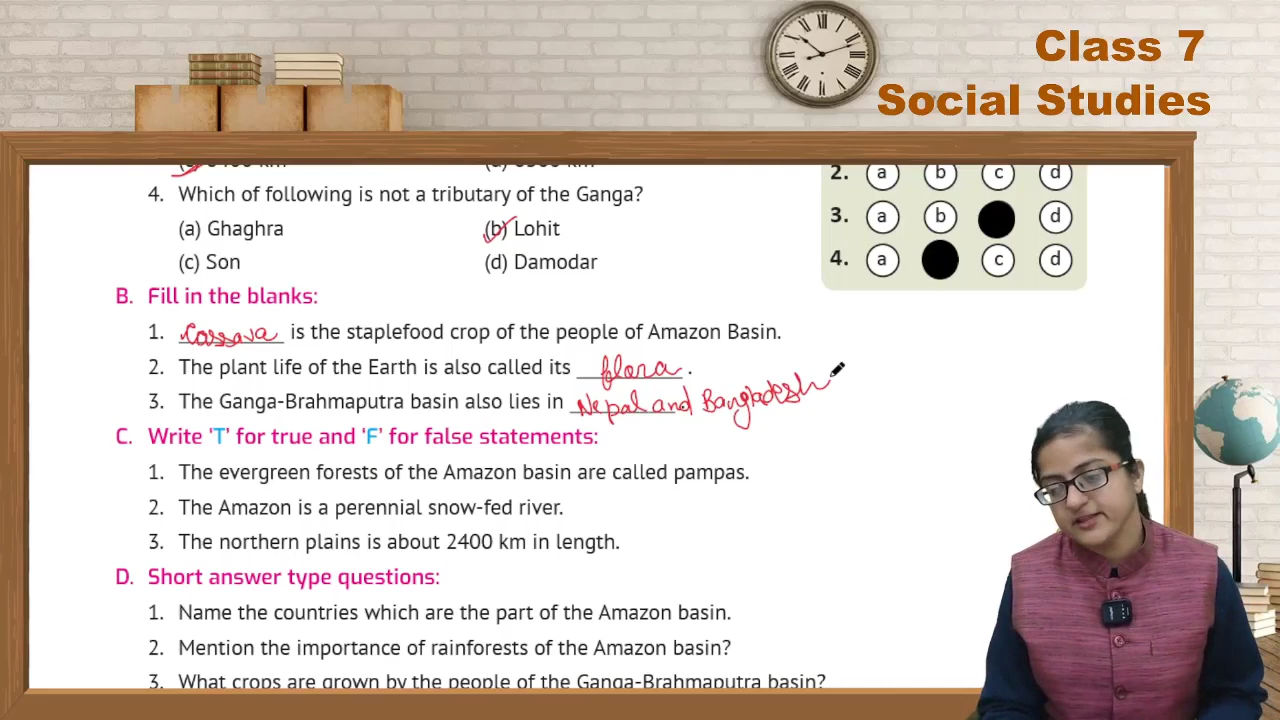 Class 7
Social Studies
4. Which of following is not a tributary of the Ganga?
(a) Ghaghra (b) Lohit
(c) Son (d) Damodar
2. a b c d
3. a b d
4. a c d
B. Fill in the blanks:
1. Cassava is the staplefood crop of the people of Amazon Basin.
2. The plant life of the Earth is also called its flora.
3. The Ganga-Brahmaputra basin also lies in Nepal and Bangladesh
C. Write 'T' for true and 'F' for false statements:
1. The evergreen forests of the Amazon basin are called pampas.
2. The Amazon is a perennial snow-fed river.
3. The northern plains is about 2400 km in length.
D. Short answer type questions:
1. Name the countries which are the part of the Amazon basin.
2. Mention the importance of rainforests of the Amazon basin?
3. What crops are grown by the people of the Ganga-Brahmaputra basin?